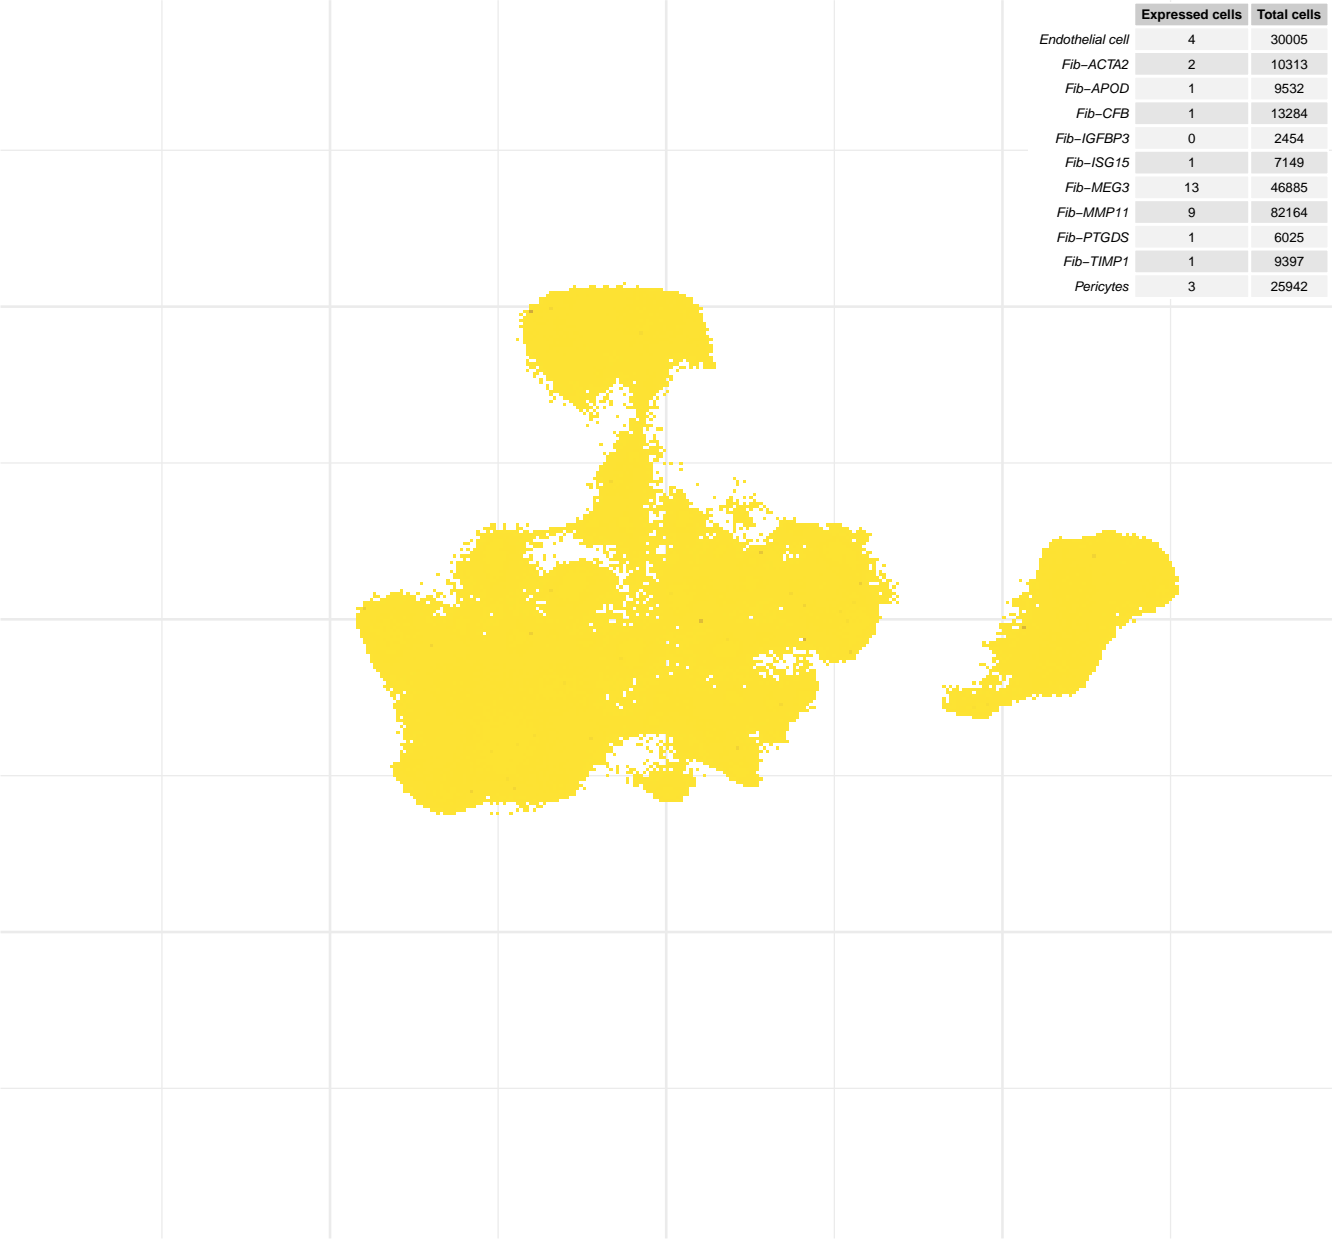 Expressed cells Total cells
Endothelial cell 4 30005
Fib−ACTA2 2 10313
Fib−APOD 1 9532
Fib−CFB 1 13284
Fib−IGFBP3 0 2454
Fib−ISG15 1 7149
Fib−MEG3 13 46885
Fib−MMP11 9 82164
Fib−PTGDS 1 6025
Fib−TIMP1 1 9397
Pericytes 3 25942